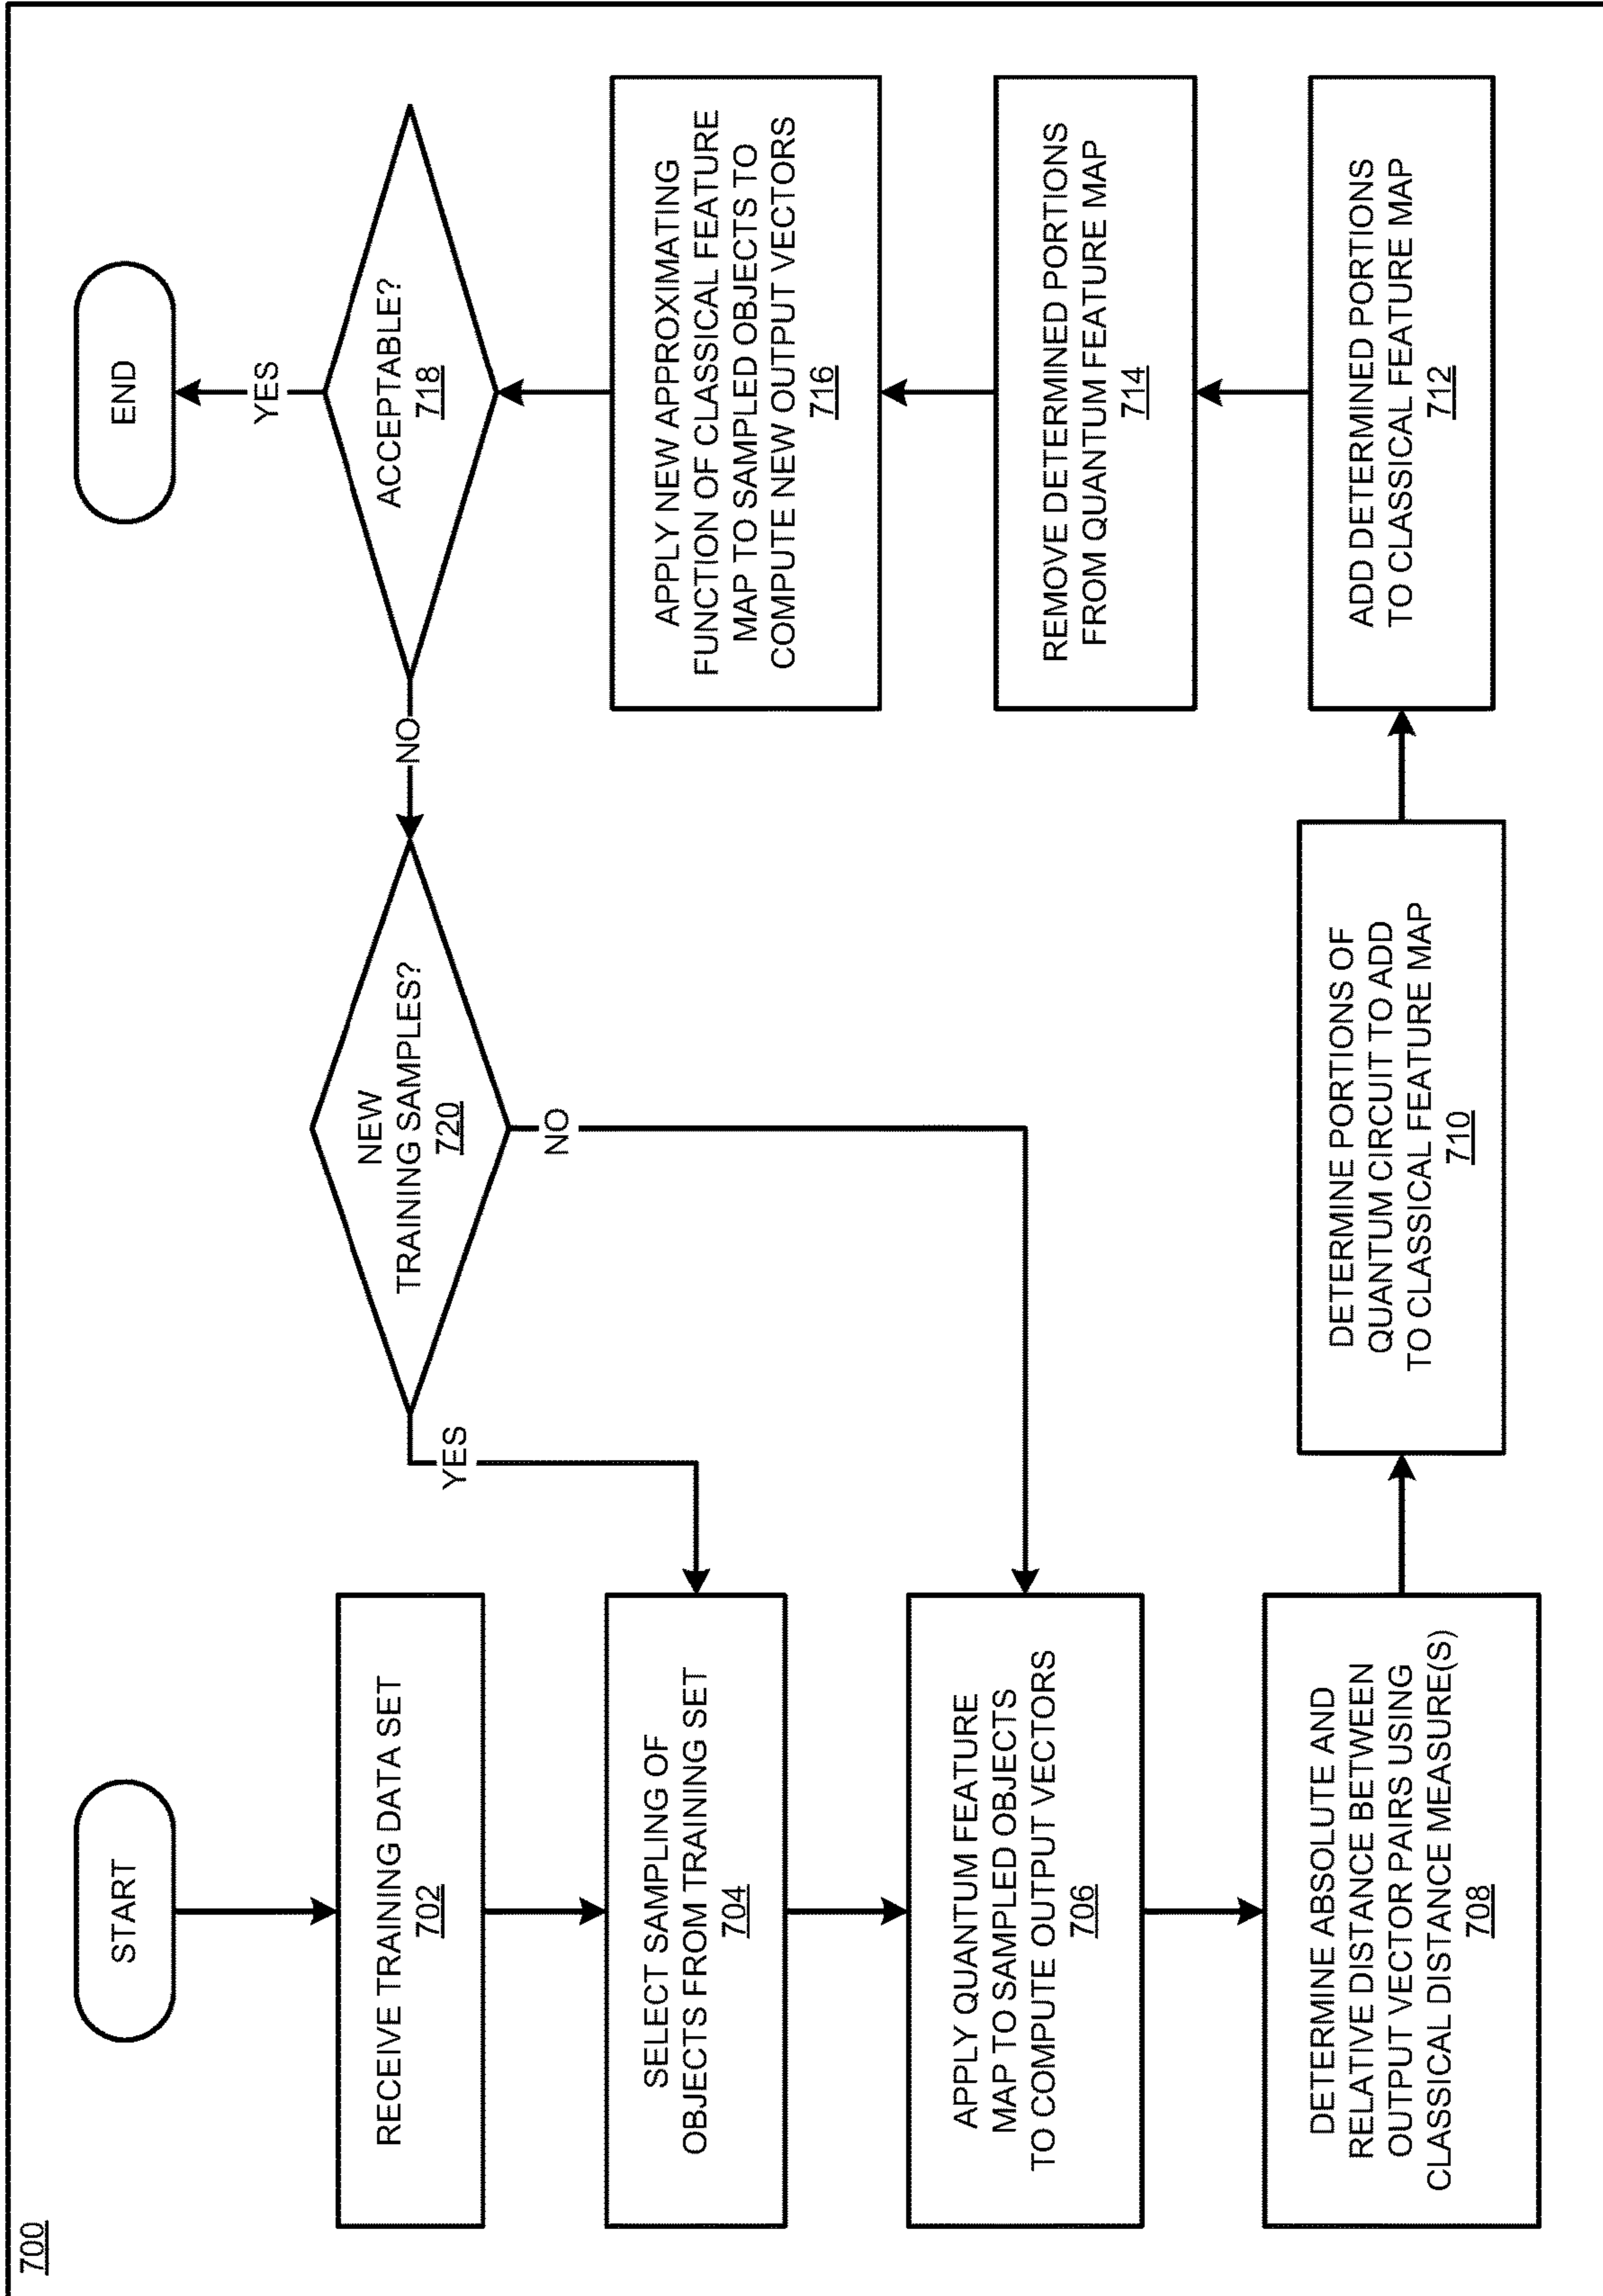 700
START
RECEIVE TRAINING DATA SET
702
SELECT SAMPLING OF
OBJECTS FROM TRAINING SET
704
APPLY QUANTUM FEATURE
MAP TO SAMPLED OBJECTS
TO COMPUTE OUTPUT VECTORS
706
DETERMINE ABSOLUTE AND
RELATIVE DISTANCE BETWEEN
OUTPUT VECTOR PAIRS USING
CLASSICAL DISTANCE MEASURE(S)
708
DETERMINE PORTIONS OF
QUANTUM CIRCUIT TO ADD
TO CLASSICAL FEATURE MAP
710
ADD DETERMINED PORTIONS
TO CLASSICAL FEATURE MAP
712
REMOVE DETERMINED PORTIONS
FROM QUANTUM FEATURE MAP
714
APPLY NEW APPROXIMATING
FUNCTION OF CLASSICAL FEATURE
MAP TO SAMPLED OBJECTS TO
COMPUTE NEW OUTPUT VECTORS
716
ACCEPTABLE?
718
YES
END
NO
NEW
TRAINING SAMPLES?
720
YES
NO